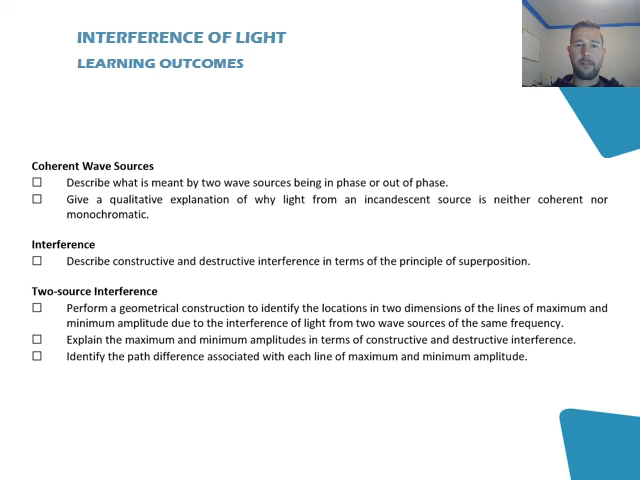 INTERFERENCE OF LIGHT
LEARNING OUTCOMES
Coherent Wave Sources
☐ Describe what is meant by two wave sources being in phase or out of phase.
☐ Give a qualitative explanation of why light from an incandescent source is neither coherent nor
monochromatic.
Interference
☐ Describe constructive and destructive interference in terms of the principle of superposition.
Two-source Interference
☐ Perform a geometrical construction to identify the locations in two dimensions of the lines of maximum and
minimum amplitude due to the interference of light from two wave sources of the same frequency.
☐ Explain the maximum and minimum amplitudes in terms of constructive and destructive interference.
☐ Identify the path difference associated with each line of maximum and minimum amplitude.